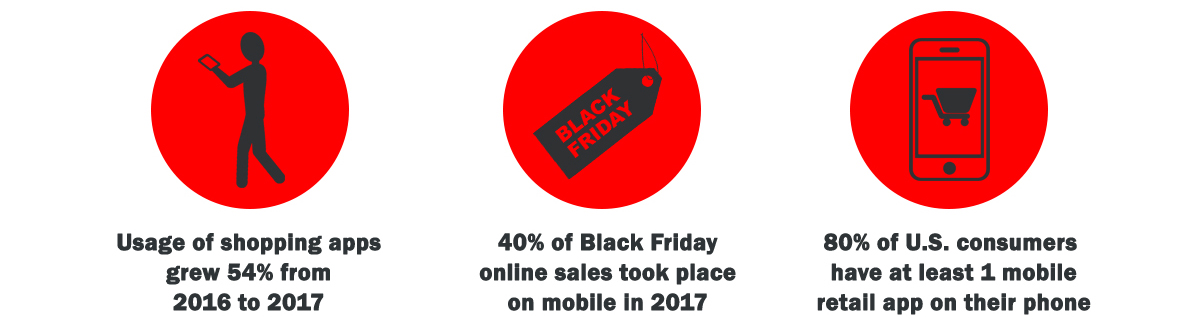 BLACK
FRIDAY
Usage of shopping apps
grew 54% from
2016 to 2017
40% of Black Friday
online sales took place
on mobile in 2017
80% of U.S. consumers
have at least 1 mobile
retail app on their phone